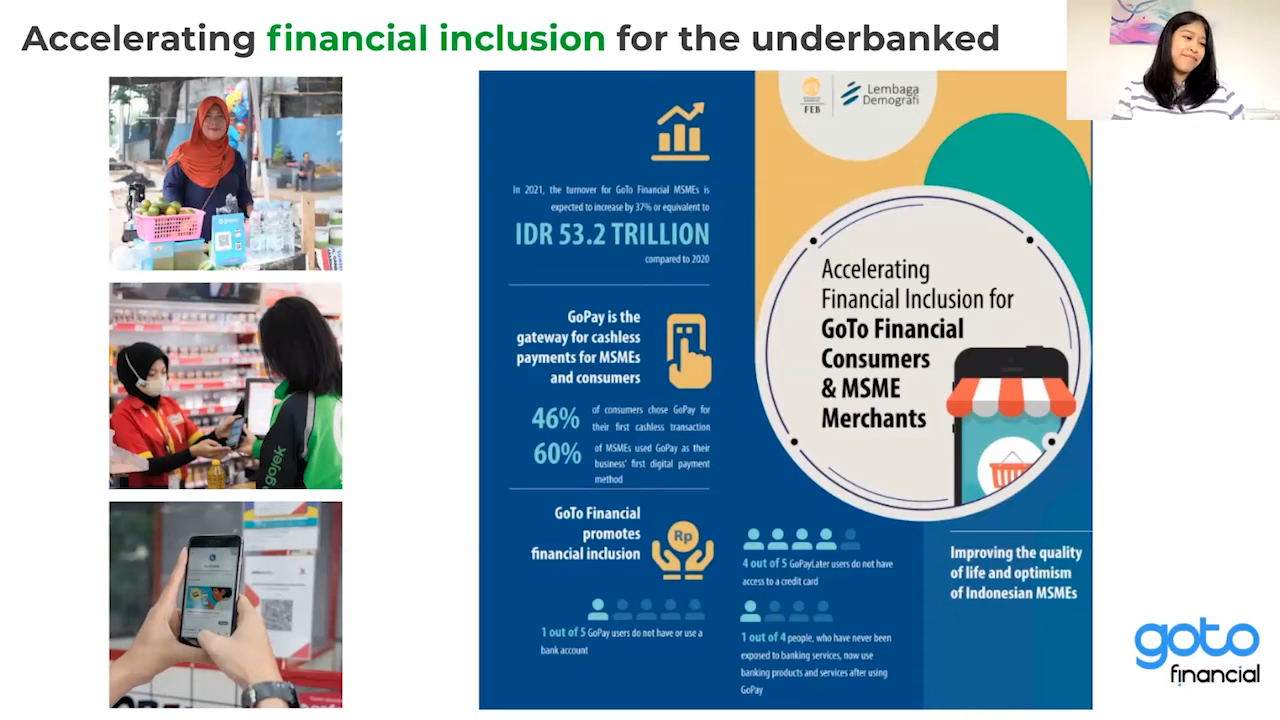 Accelerating financial inclusion for the underbanked
FEB
Lembaga
Demografi
In 2021, the turnover for GoTo Financial MSMEs is
expected to increase by 37% or equivalent to
IDR 53.2 TRILLION
compared to 2020
GoPay is the
gateway for cashless
payments for MSMEs
and consumers
46% of consumers chose GoPay for
their first cashless transaction
60% of MSMEs used GoPay as their
business' first digital payment
method
GoTo Financial
promotes
financial inclusion
Rp
1 out of 5 GoPay users do not have or use a
bank account
4 out of 5 GoPayLater users do not have
access to a credit card
1 out of 4 people, who have never been
exposed to banking services, now use
banking products and services after using
GoPay
Accelerating
Financial Inclusion for
GoTo Financial
Consumers
& MSME
Merchants
Improving the quality
of life and optimism
of Indonesian MSMEs
gojek
goto
financial